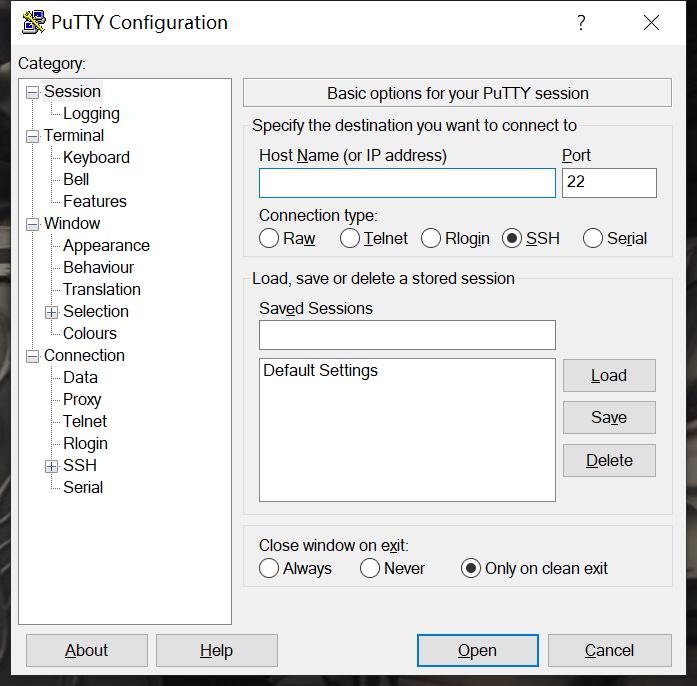 PuTTY Configuration
?
Category:
Session
Logging
Terminal
Keyboard
Bell
Features
Window
Appearance
Behaviour
Translation
Selection
Colours
Connection
Data
Proxy
Telnet
Rlogin
SSH
Serial
Basic options for your PuTTY session
Specify the destination you want to connect to
Host Name (or IP address) Port
22
Connection type:
Raw Telnet Rlogin SSH Serial
Load, save or delete a stored session
Saved Sessions
Default Settings
Load
Save
Delete
Close window on exit:
Always Never Only on clean exit
About Help Open Cancel